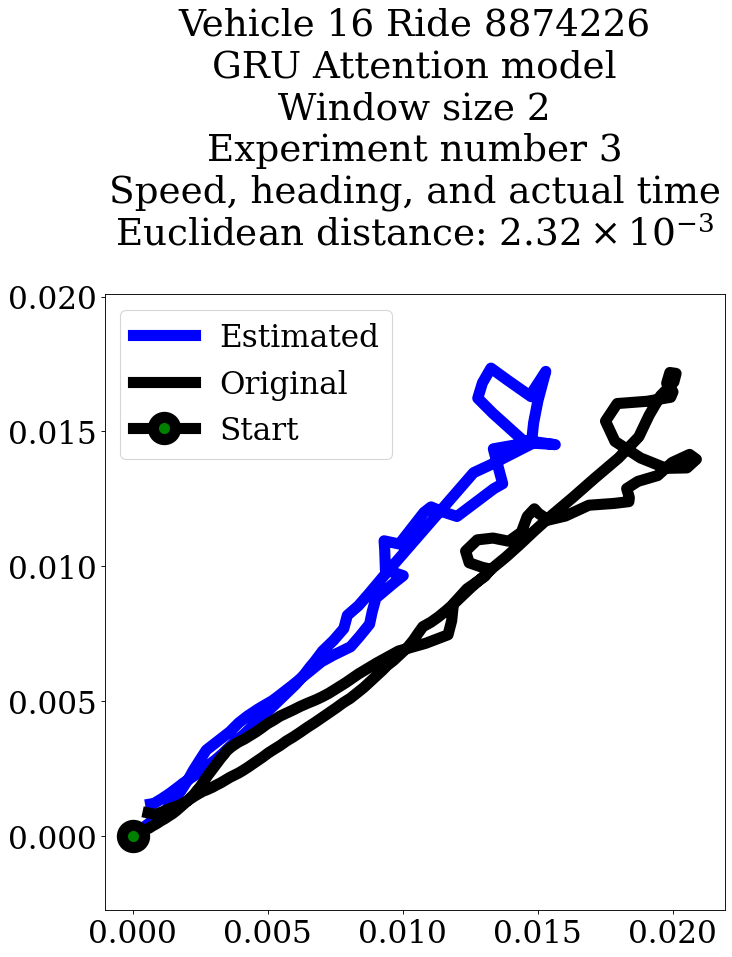 Vehicle 16 Ride 8874226
GRU Attention model
Window size 2
Experiment number 3
Speed, heading, and actual time
Euclidean distance: 2.32 × 10⁻³
0.020
0.015
0.010
0.005
0.000
Estimated
Original
Start
0.000 0.005 0.010 0.015 0.020